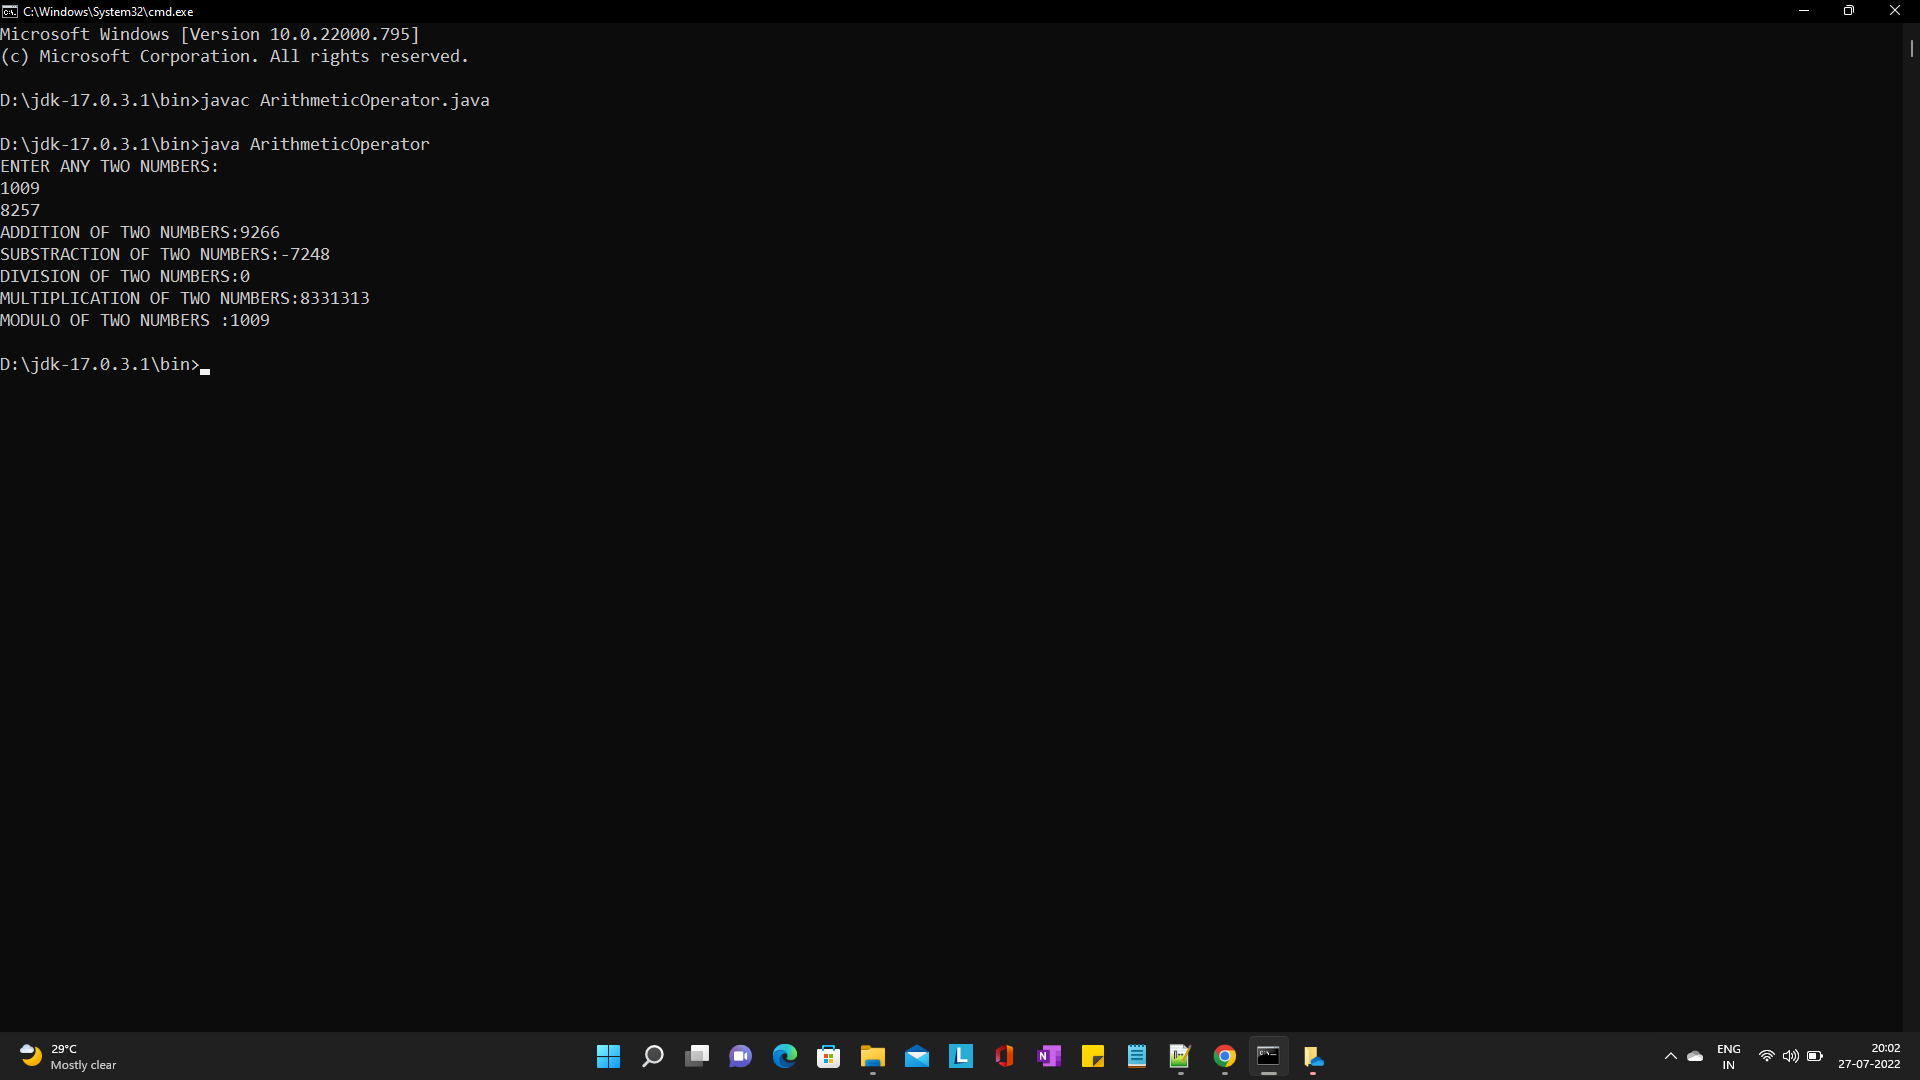 C:\Windows\System32\cmd.exe
Microsoft Windows [Version 10.0.22000.795]
(c) Microsoft Corporation. All rights reserved.
D:\jdk-17.0.3.1\bin>javac ArithmeticOperator.java
D:\jdk-17.0.3.1\bin>java ArithmeticOperator
ENTER ANY TWO NUMBERS:
1009
8257
ADDITION OF TWO NUMBERS:9266
SUBSTRACTION OF TWO NUMBERS:-7248
DIVISION OF TWO NUMBERS:0
MULTIPLICATION OF TWO NUMBERS:8331313
MODULO OF TWO NUMBERS :1009
D:\jdk-17.0.3.1\bin>
29°C
Mostly clear
L
N
ENG
IN
20:02
27-07-2022